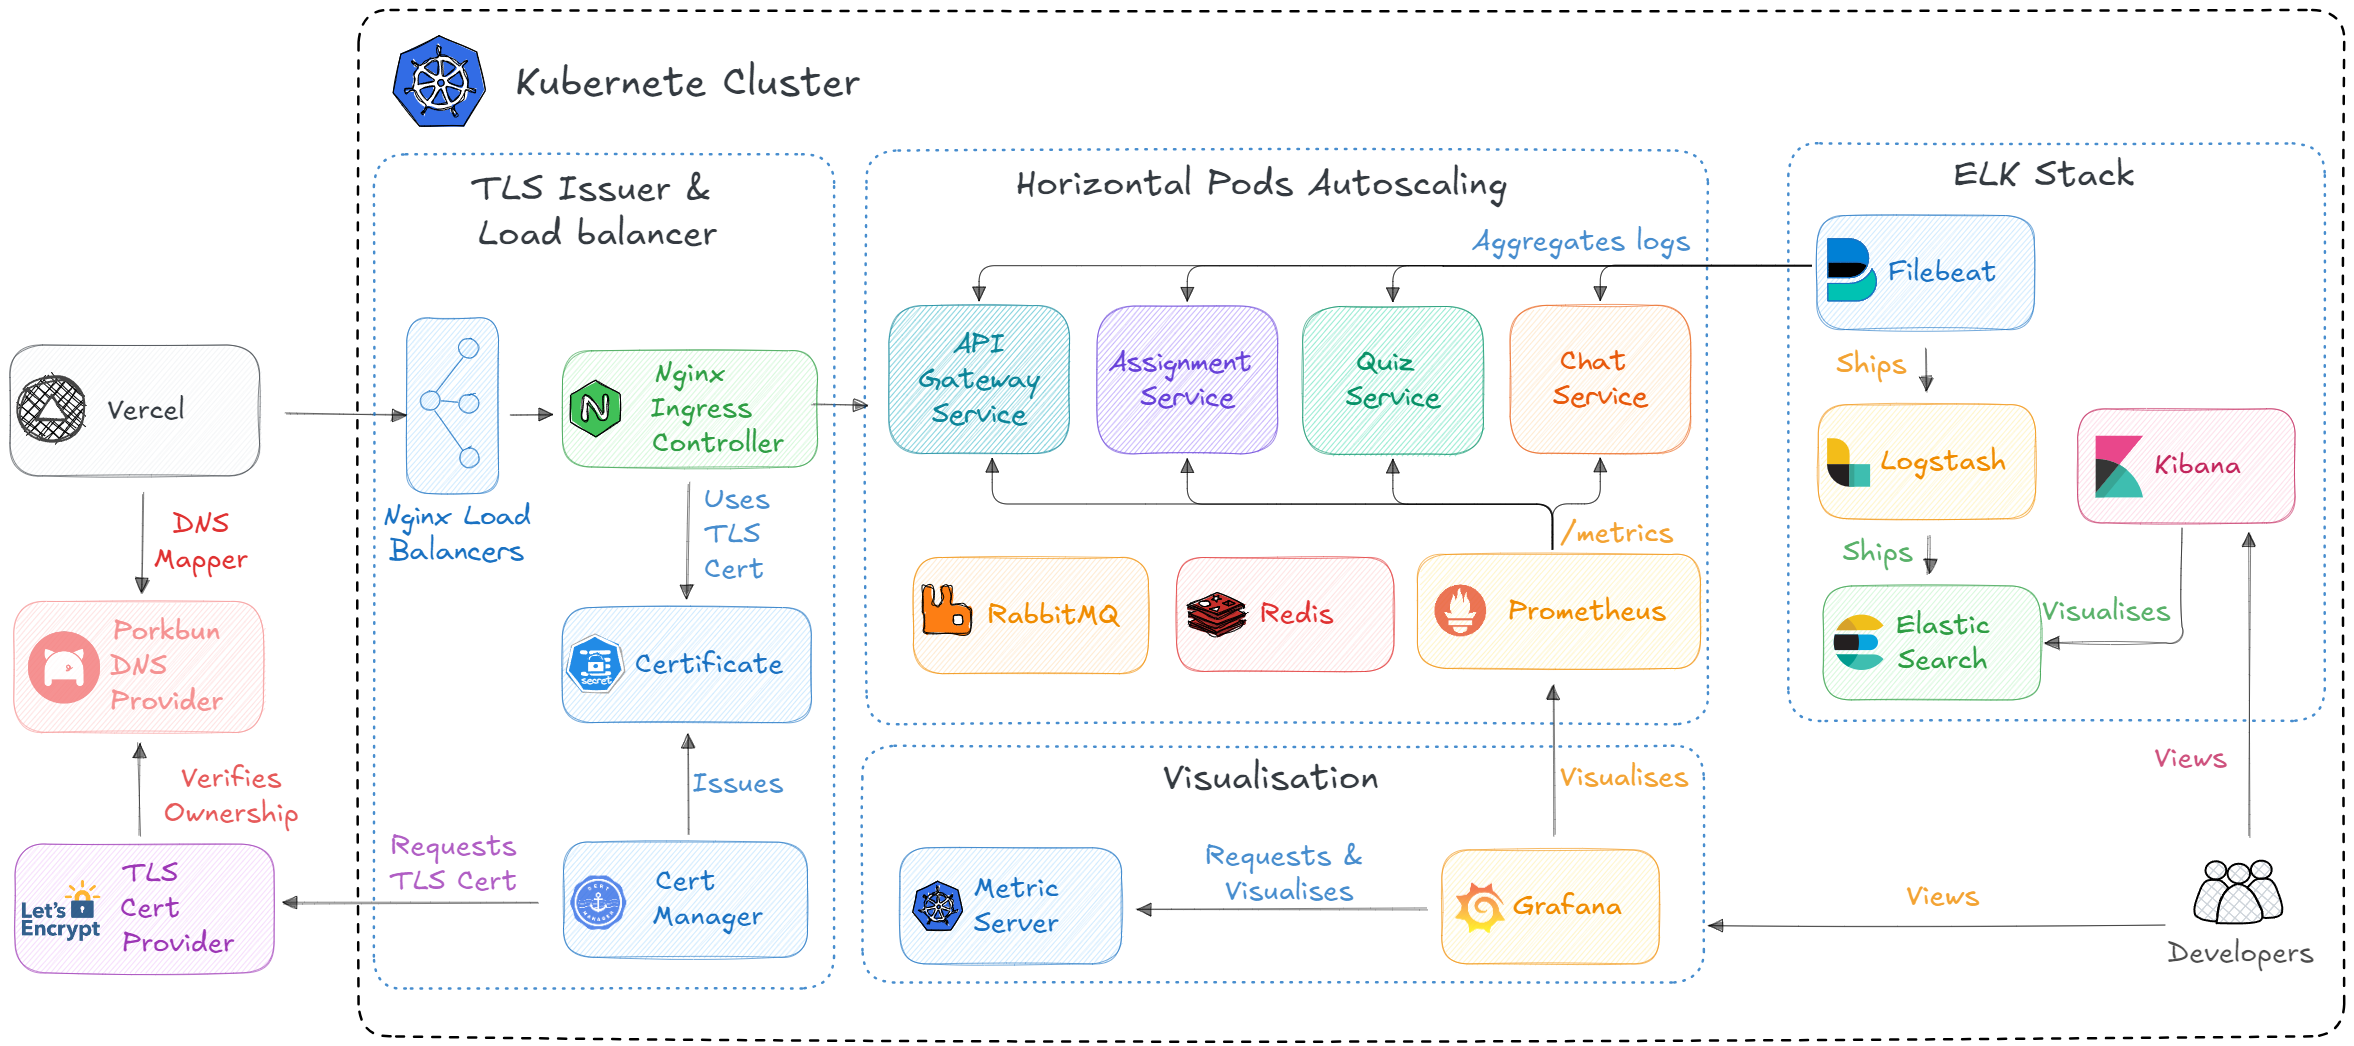 Kubernete Cluster
TLS Issuer &
Load balancer
Horizontal Pods Autoscaling
ELK Stack
Aggregates logs
Filebeat
Vercel
Nginx
Ingress
Controller
API
Gateway
Service
Assignment
Service
Quiz
Service
Chat
Service
Ships
Logstash
Kibana
Nginx Load
Balancers
Uses
TLS
Cert
DNS
Mapper
/metrics
Ships
Visualises
Porkbun
DNS
Provider
secret
Certificate
RabbitMQ
Redis
Prometheus
Elastic
Search
Verifies
Ownership
Issues
Visualisation
Visualises
Views
Requests
TLS Cert
Let's
Encrypt
TLS
Cert
Provider
CERT
MANAGER
Cert
Manager
Metric
Server
Requests &
Visualises
Grafana
Views
Developers